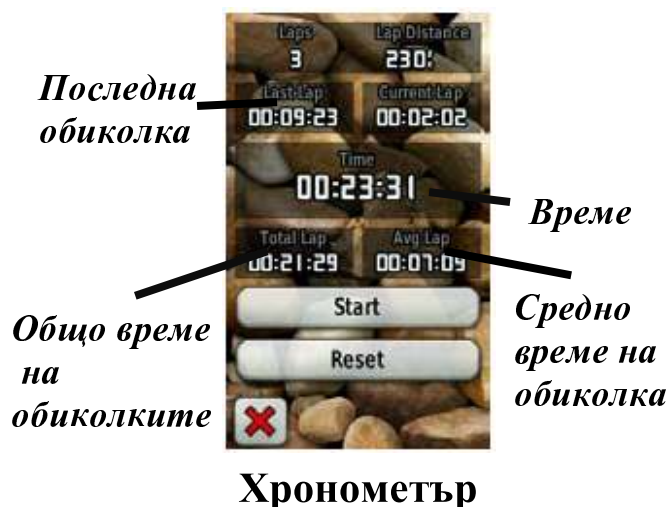 Laps
Lap Distance
3
230
Last Lap
Current Lap
00:09:23
00:02:02
Time
00:23:31
Total Lap
Avg Lap
00:21:29
00:07:09
Start
Reset
Последна
обиколка
Време
Общо време
на
обиколките
Средно
време на
обиколка
Хронометър